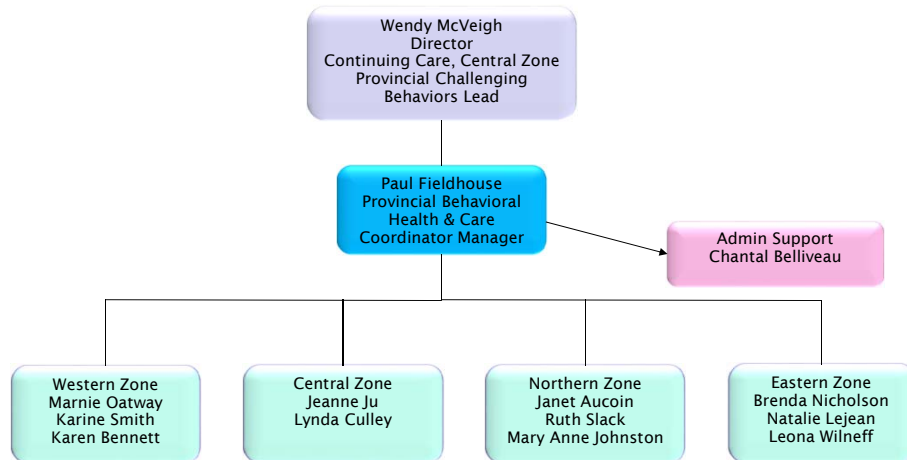 Wendy McVeigh
Director
Continuing Care, Central Zone
Provincial Challenging
Behaviors Lead
Paul Fieldhouse
Provincial Behavioral
Health & Care
Coordinator Manager
Admin Support
Chantal Belliveau
Western Zone
Marnie Oatway
Karine Smith
Karen Bennett
Central Zone
Jeanne Ju
Lynda Culley
Northern Zone
Janet Aucoin
Ruth Slack
Mary Anne Johnston
Eastern Zone
Brenda Nicholson
Natalie Lejean
Leona Wilneff